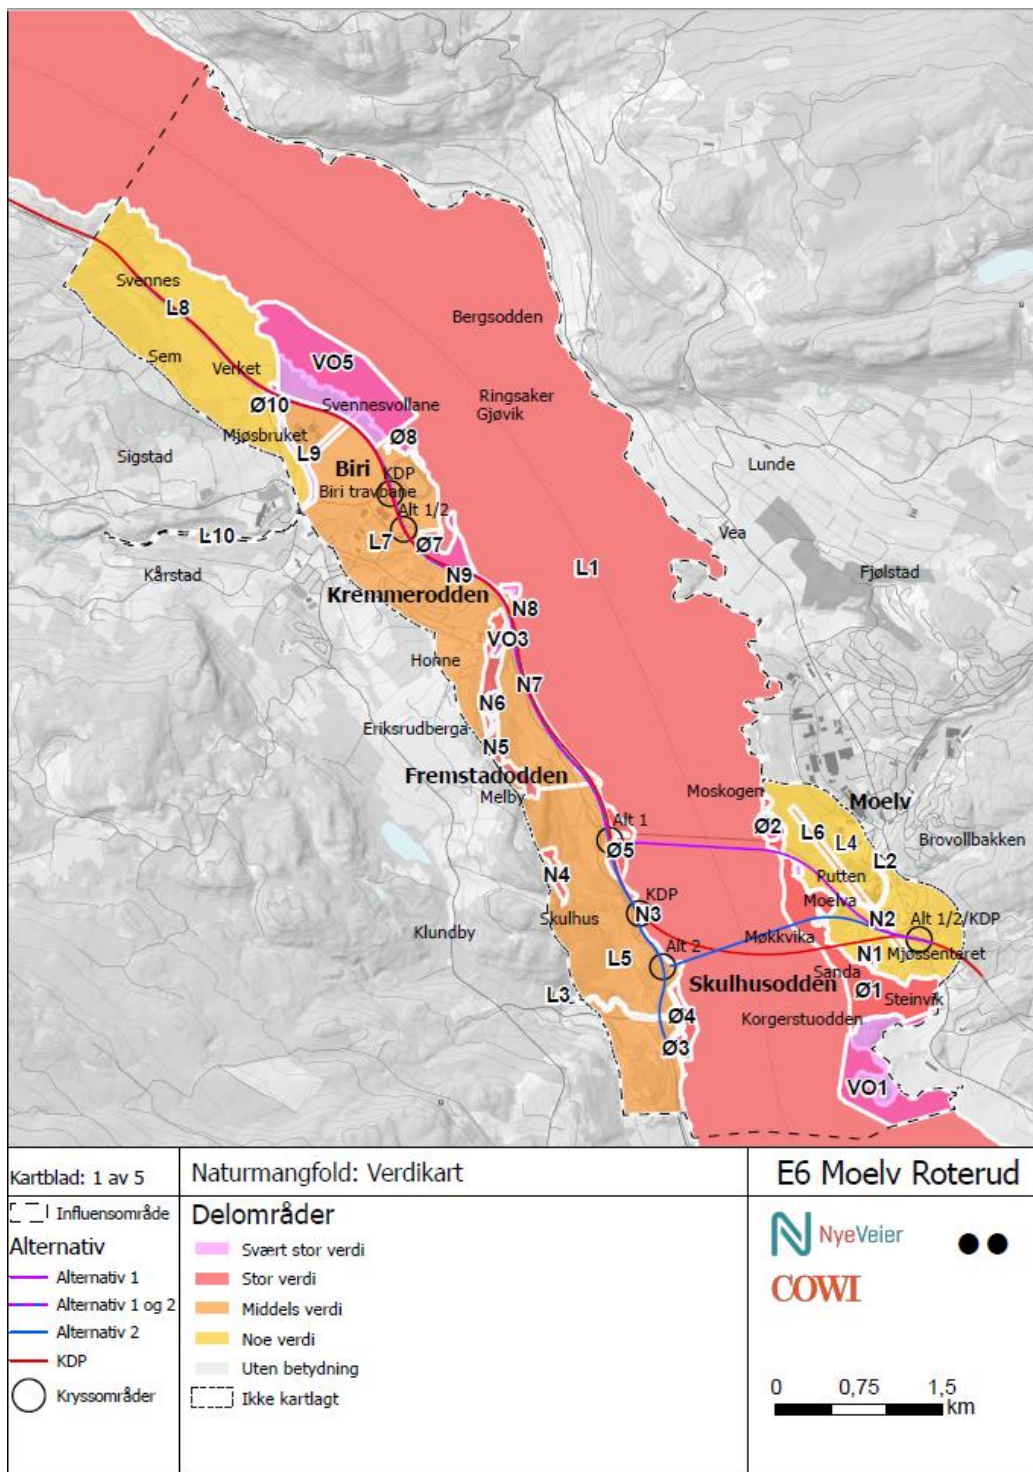 Svennes
L8
Bergsodden
Sem
Verket
VO5
Ringsaker
Gjøvik
Ø10
Svennesvollane
Mjøsbruket
Ø8
L9
Sigstad
Biri
KDP
Lunde
Biri travbane
Alt 1/2
L10
L7
Ø7
Vea
L1
Kårstad
N9
Fjølstad
Kremmerodden
N8
VO3
Honne
N7
N6
Eriksrudberga
N5
Fremstadodden
Melby
Moskogen
Moelv
Alt 1
Ø2
L6
L4
Brovollbakken
Ø5
L2
N4
Rutten
KDP
Moelva
Skulhus
N3
N2
Alt 1/2/KDP
Klundby
Alt 2
Møkkvika
N1
Mjøssenteret
L5
Skulhusodden
Sanda
L3
Ø1
Steinvik
Ø4
Korgerstuodden
Ø3
VO1
Kartblad: 1 av 5
Naturmangfold: Verdikart
E6 Moelv Roterud
Influensområde
Alternativ
Alternativ 1
Alternativ 1 og 2
Alternativ 2
KDP
Kryssområder
Delområder
Svært stor verdi
Stor verdi
Middels verdi
Noe verdi
Uten betydning
Ikke kartlagt
NyeVeier
COWI
0 0,75 1,5
km